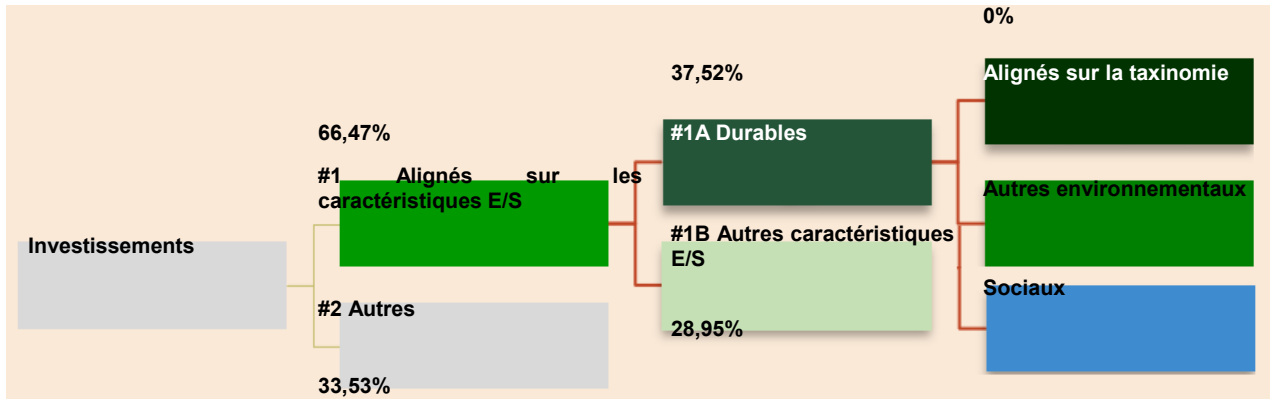 0%
37,52%
Alignés sur la taxinomie
66,47%
#1A Durables
#1 Alignés sur les
caractéristiques E/S
Autres environnementaux
Investissements
#1B Autres caractéristiques
E/S
Sociaux
#2 Autres
28,95%
33,53%